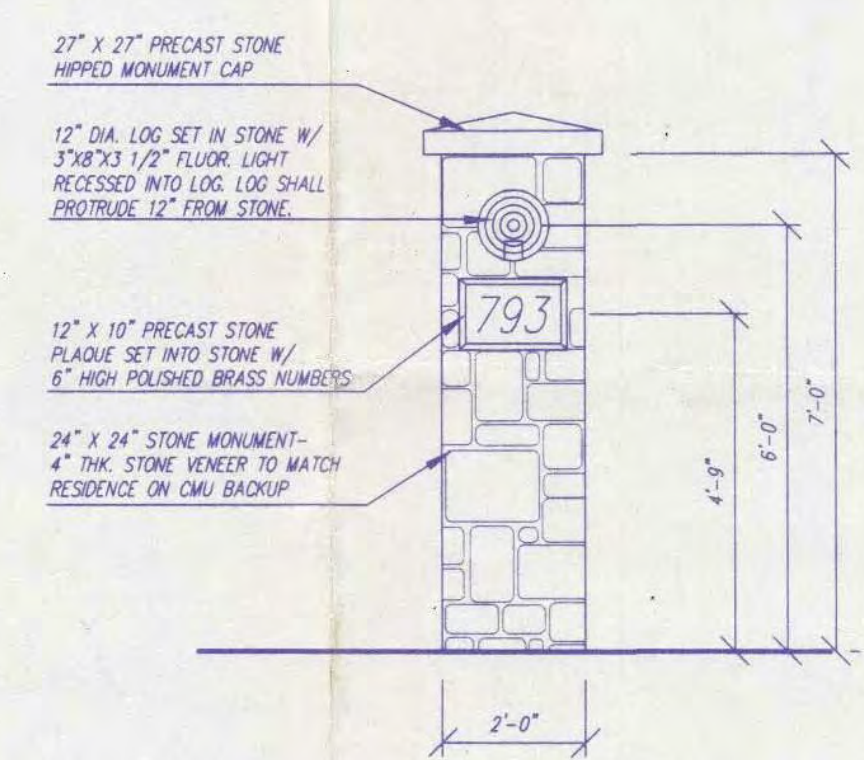 27" X 27" PRECAST STONE
HIPPED MONUMENT CAP
12" DIA. LOG SET IN STONE W/
3"X8"X3 1/2" FLUOR. LIGHT
RECESSED INTO LOG. LOG SHALL
PROTRUDE 12" FROM STONE.
12" X 10" PRECAST STONE
PLAQUE SET INTO STONE W/
6" HIGH POLISHED BRASS NUMBERS
24" X 24" STONE MONUMENT-
4" THK. STONE VENEER TO MATCH
RESIDENCE ON CMU BACKUP
793
4'-9"
6'-0"
7'-0"
2'-0"